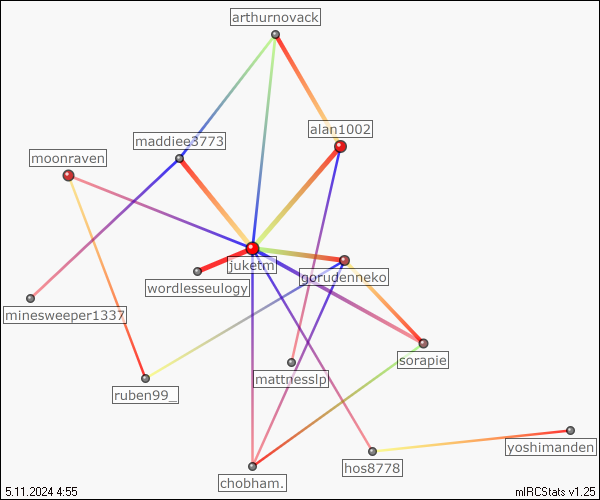 arthurnovack
alan1002
maddiee3773
moonraven
juketm
gorudenneko
wordlesseulogy
minesweeper1337
sorapie
mattnesslp
ruben99_
yoshimanden
hos8778
chobham.
5.11.2024 4:55
mIRCStats v1.25